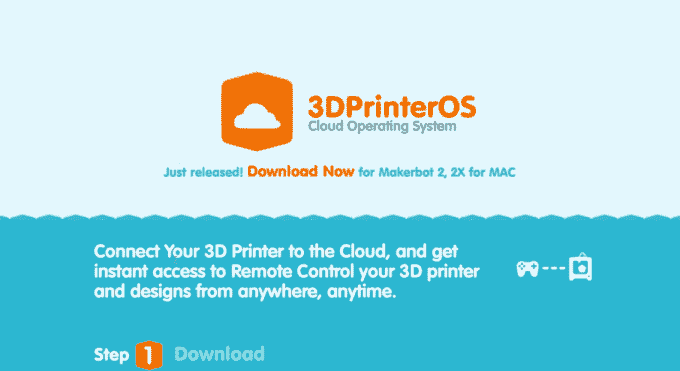 3DPrinterOS
Cloud Operating System
Just released! Download Now for Makerbot 2, 2X for MAC
Connect Your 3D Printer to the Cloud, and get
instant access to Remote Control your 3D printer
and designs from anywhere, anytime.
Step 1 Download